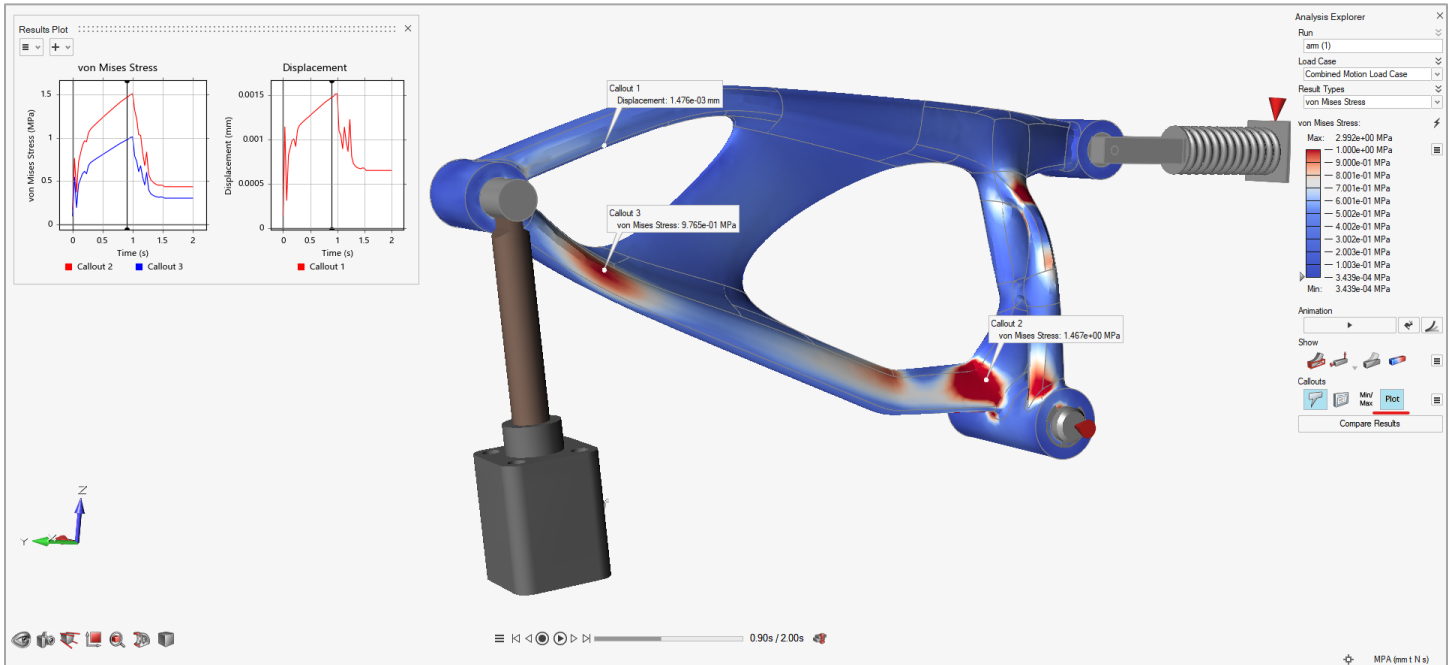 Results Plot
von Mises Stress
von Mises Stress (MPa)
1.5
1
0.5
0
0
0.5
1
1.5
2
Time (s)
Callout 2
Callout 3
Displacement
Displacement (mm)
0.0015
0.001
0.0005
0
0
0.5
1
1.5
2
Time (s)
Callout 1
Callout 1
Displacement: 1.476e-03 mm
Callout 3
von Mises Stress: 9.765e-01 MPa
Callout 2
von Mises Stress: 1.467e+00 MPa
Z
Y
0.90s / 2.00s
Analysis Explorer
Run
arm (1)
Load Case
Combined Motion Load Case
Result Types
von Mises Stress
von Mises Stress:
Max: 2.992e+00 MPa
1.000e+00 MPa
9.000e-01 MPa
8.001e-01 MPa
7.001e-01 MPa
6.001e-01 MPa
5.002e-01 MPa
4.002e-01 MPa
3.002e-01 MPa
2.003e-01 MPa
1.003e-01 MPa
3.439e-04 MPa
Min: 3.439e-04 MPa
Animation
Show
Callouts
Min/
Max
Plot
Compare Results
MPA (mm t N s)